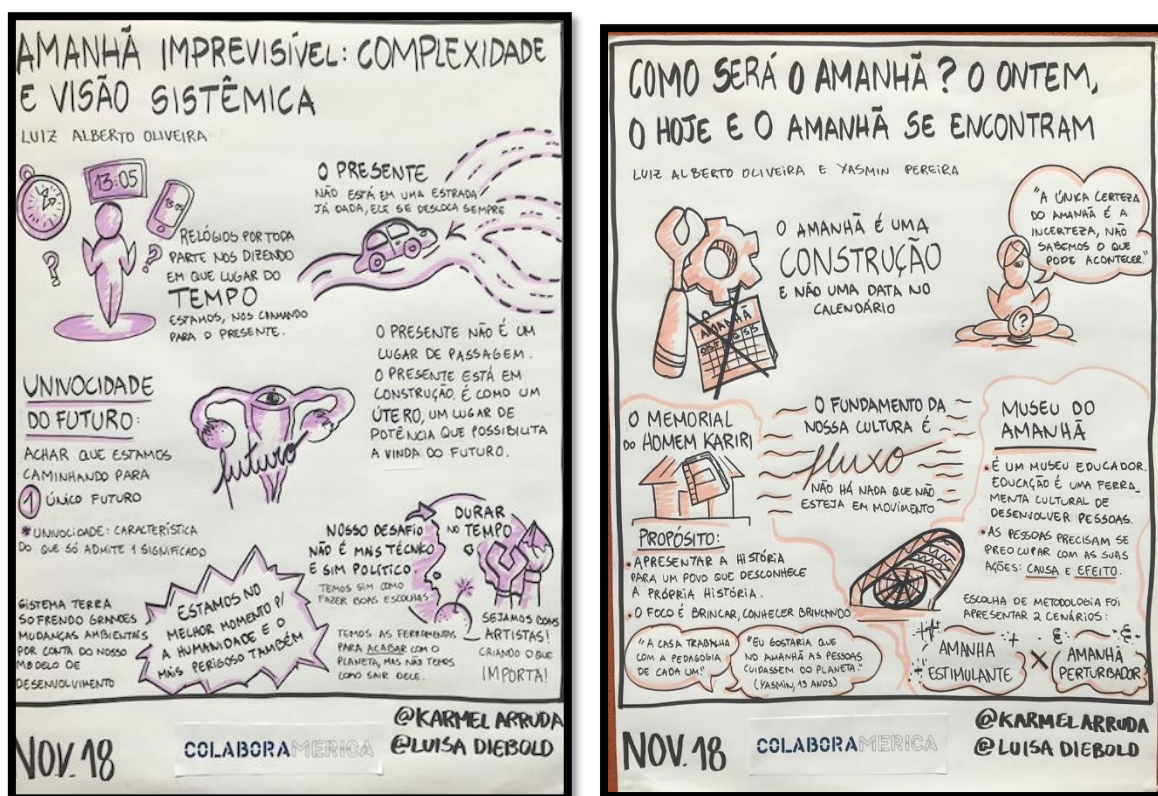 AMANHÃ IMPREVISÍVEL: COMPLEXIDADE
E VISÃO SISTÊMICA
LUIZ ALBERTO OLIVEIRA
13:05
13:05
?
?
RELÓGIOS POR TODA
PARTE NOS DIZENDO
EM QUE LUGAR DO
TEMPO
ESTAMOS, NOS CHAMANDO
PARA O PRESENTE.
O PRESENTE
NÃO ESTÁ EM UMA ESTRADA
JÁ DADA, ELE SE DESLOCA SEMPRE
O PRESENTE NÃO É UM
LUGAR DE PASSAGEM.
O PRESENTE ESTÁ EM
CONSTRUÇÃO. É COMO UM
ÚTERO, UM LUGAR DE
POTÊNCIA QUE POSSIBILITA
A VINDA DO FUTURO.
UNIVOCIDADE
DO FUTURO:
ACHAR QUE ESTAMOS
CAMINHANDO PARA
1 ÚNICO FUTURO
* UNIVOCIDADE: CARACTERÍSTICA
DO QUE SÓ ADMITE 1 SIGNIFICADO
futuro
SISTEMA TERRA
SOFRENDO GRANDES
MUDANÇAS AMBIENTAIS
POR CONTA DO NOSSO
MODELO DE
DESENVOLVIMENTO
ESTAMOS NO
MELHOR MOMENTO P/
A HUMANIDADE E O
MAIS PERIGOSO TAMBÉM
NOSSO DESAFIO
NÃO É MAIS TÉCNICO
E SIM POLÍTICO.
TEMOS SIM COMO
FAZER BOAS ESCOLHAS
TEMOS AS FERRAMENTAS
PARA ACABAR COM O
PLANETA, MAS NÃO TEMOS
COMO SAIR DELE.
DURAR
NO TEMPO
SEJAMOS BONS
ARTISTAS!
CRIANDO O QUE
IMPORTA!
NOV. 18
COLABORAMERICA
@KARMEL ARRUDA
@LUISA DIEBOLD
COMO SERÁ O AMANHÃ? O ONTEM,
O HOJE E O AMANHÃ SE ENCONTRAM
LUIZ ALBERTO OLIVEIRA E YASMIN PEREIRA
O AMANHÃ É UMA
CONSTRUÇÃO
E NÃO UMA DATA NO
CALENDÁRIO
AMANHÃ
"A ÚNICA CERTEZA
DO AMANHÃ É A
INCERTEZA, NÃO
SABEMOS O QUE
PODE ACONTECER"
?
O MEMORIAL
DO HOMEM KARIRI
PROPÓSITO:
• APRESENTAR A HISTÓRIA
PARA UM POVO QUE DESCONHECE
A PRÓPRIA HISTÓRIA.
• O FOCO É BRINCAR, CONHECER BRINCANDO
"A CASA TRABALHA
COM A PEDAGOGIA
DE CADA UM"
"EU GOSTARIA QUE
NO AMANHÃ AS PESSOAS
CUIDASSEM DO PLANETA."
(YASMIN, 13 ANOS)
O FUNDAMENTO DA
NOSSA CULTURA É
fluxo
NÃO HÁ NADA QUE NÃO
ESTEJA EM MOVIMENTO
MUSEU DO
AMANHÃ
• É UM MUSEU EDUCADOR.
EDUCAÇÃO É UMA FERRA_
MENTA CULTURAL DE
DESENVOLVER PESSOAS.
• AS PESSOAS PRECISAM SE
PREOCUPAR COM AS SUAS
AÇÕES: CAUSA E EFEITO.
ESCOLHA DE METODOLOGIA FOI
APRESENTAR 2 CENÁRIOS:
AMANHÃ
ESTIMULANTE
X
AMANHÃ
PERTURBADOR
NOV. 18
COLABORAMERICA
@KARMEL ARRUDA
@LUISA DIEBOLD